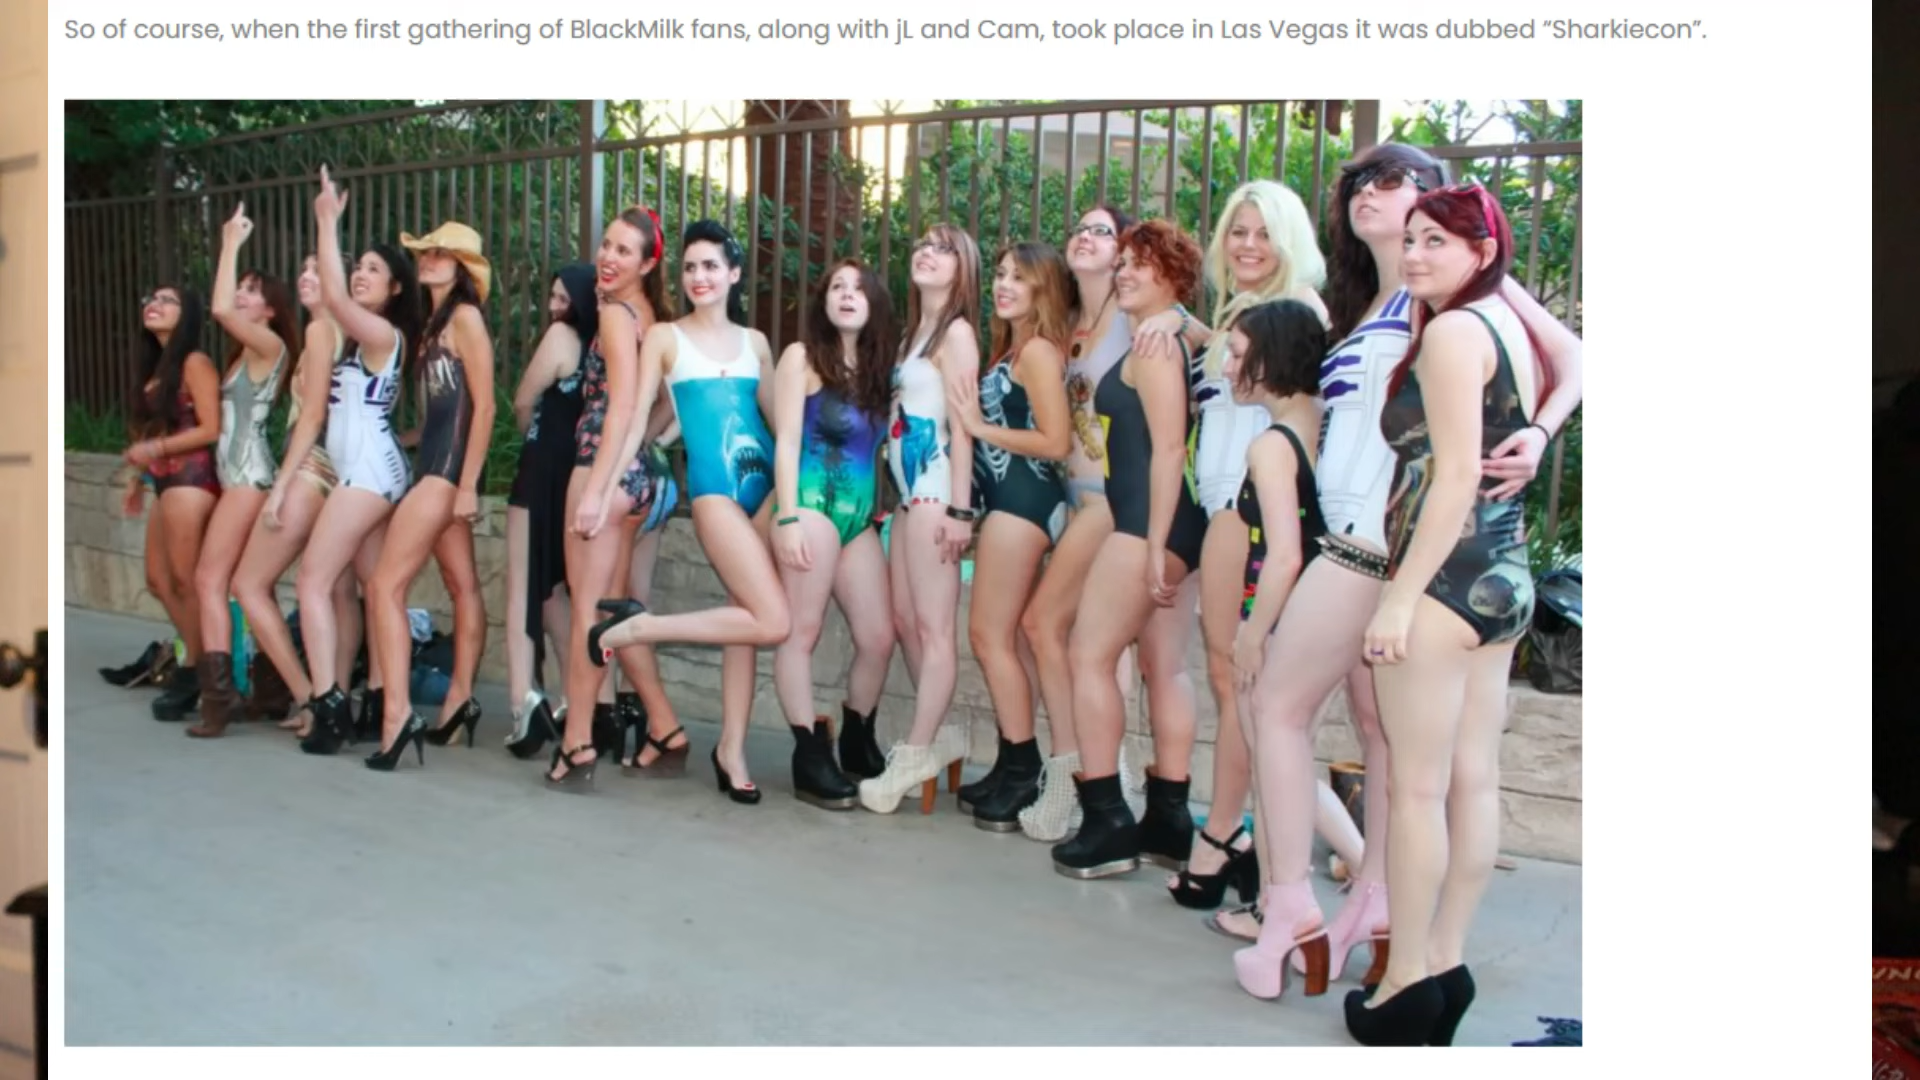 So of course, when the first gathering of BlackMilk fans, along with jL and Cam, took place in Las Vegas it was dubbed “Sharkiecon”.